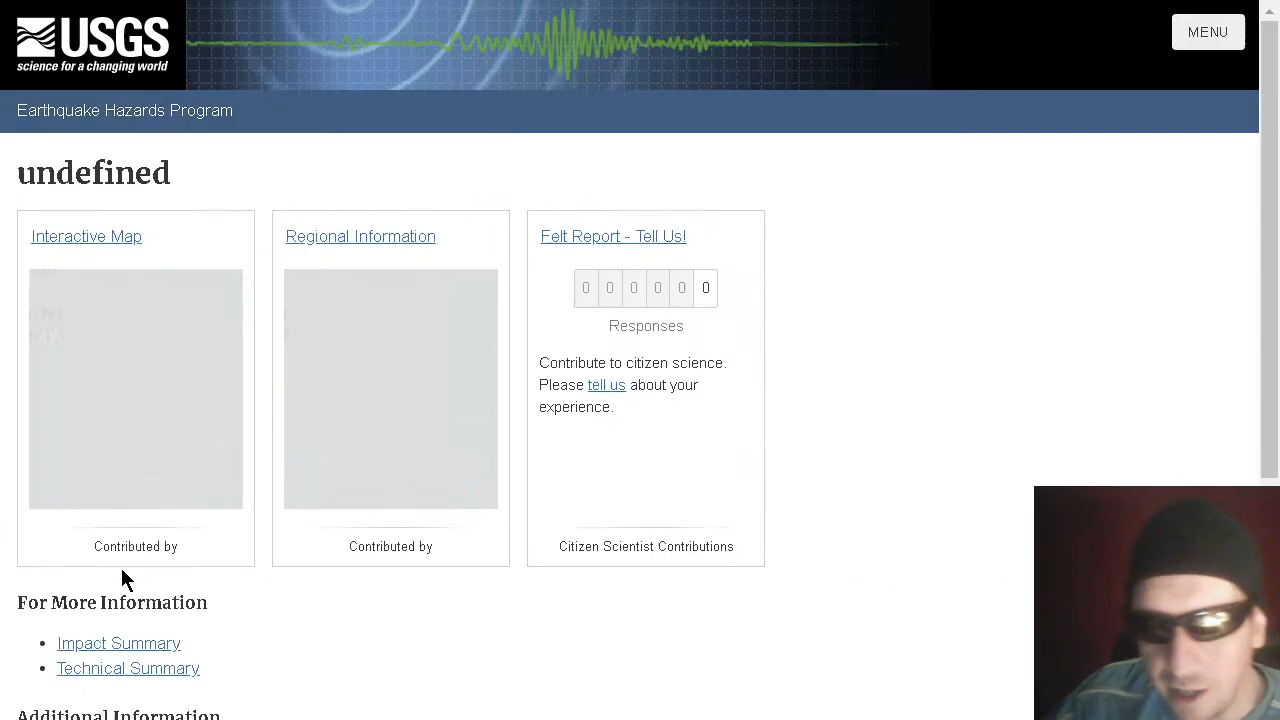 USGS
science for a changing world
MENU
Earthquake Hazards Program
undefined
Interactive Map
Regional Information
Felt Report - Tell Us!
0 0 0 0 0 0
Responses
Contribute to citizen science.
Please tell us about your
experience.
Contributed by
Contributed by
Citizen Scientist Contributions
For More Information
Impact Summary
Technical Summary
Additional Information